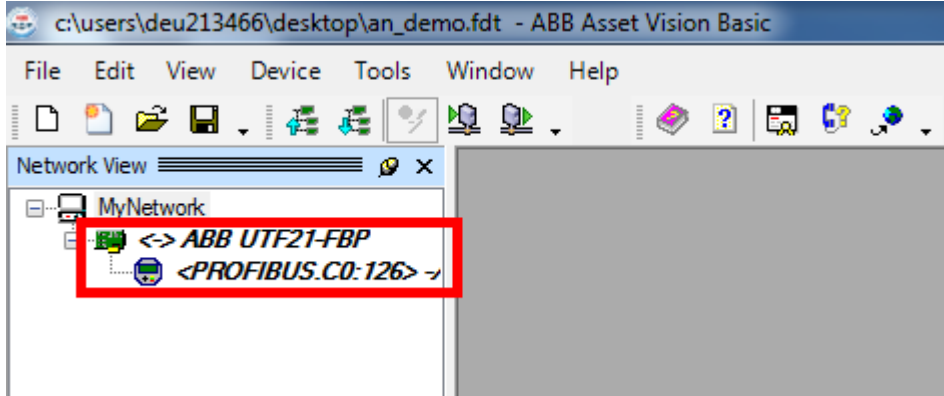 c:\users\deu213466\desktop\an_demo.fdt - ABB Asset Vision Basic
File Edit View Device Tools Window Help
Network View
MyNetwork
<-> ABB UTF21-FBP
<PROFIBUS.C0:126> -